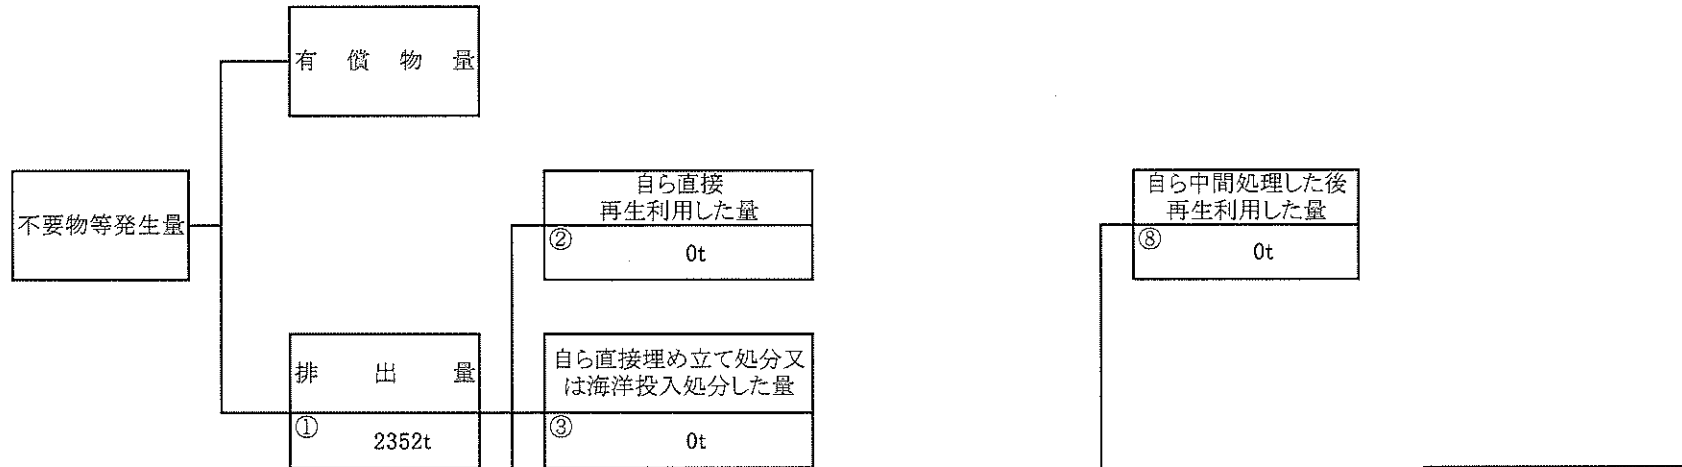 有償物量
不要物等発生量
自ら直接
再生利用した量
② 0t
自ら中間処理した後
再生利用した量
⑧ 0t
排出量
① 2352t
自ら直接埋め立て処分又
は海洋投入処分した量
③ 0t